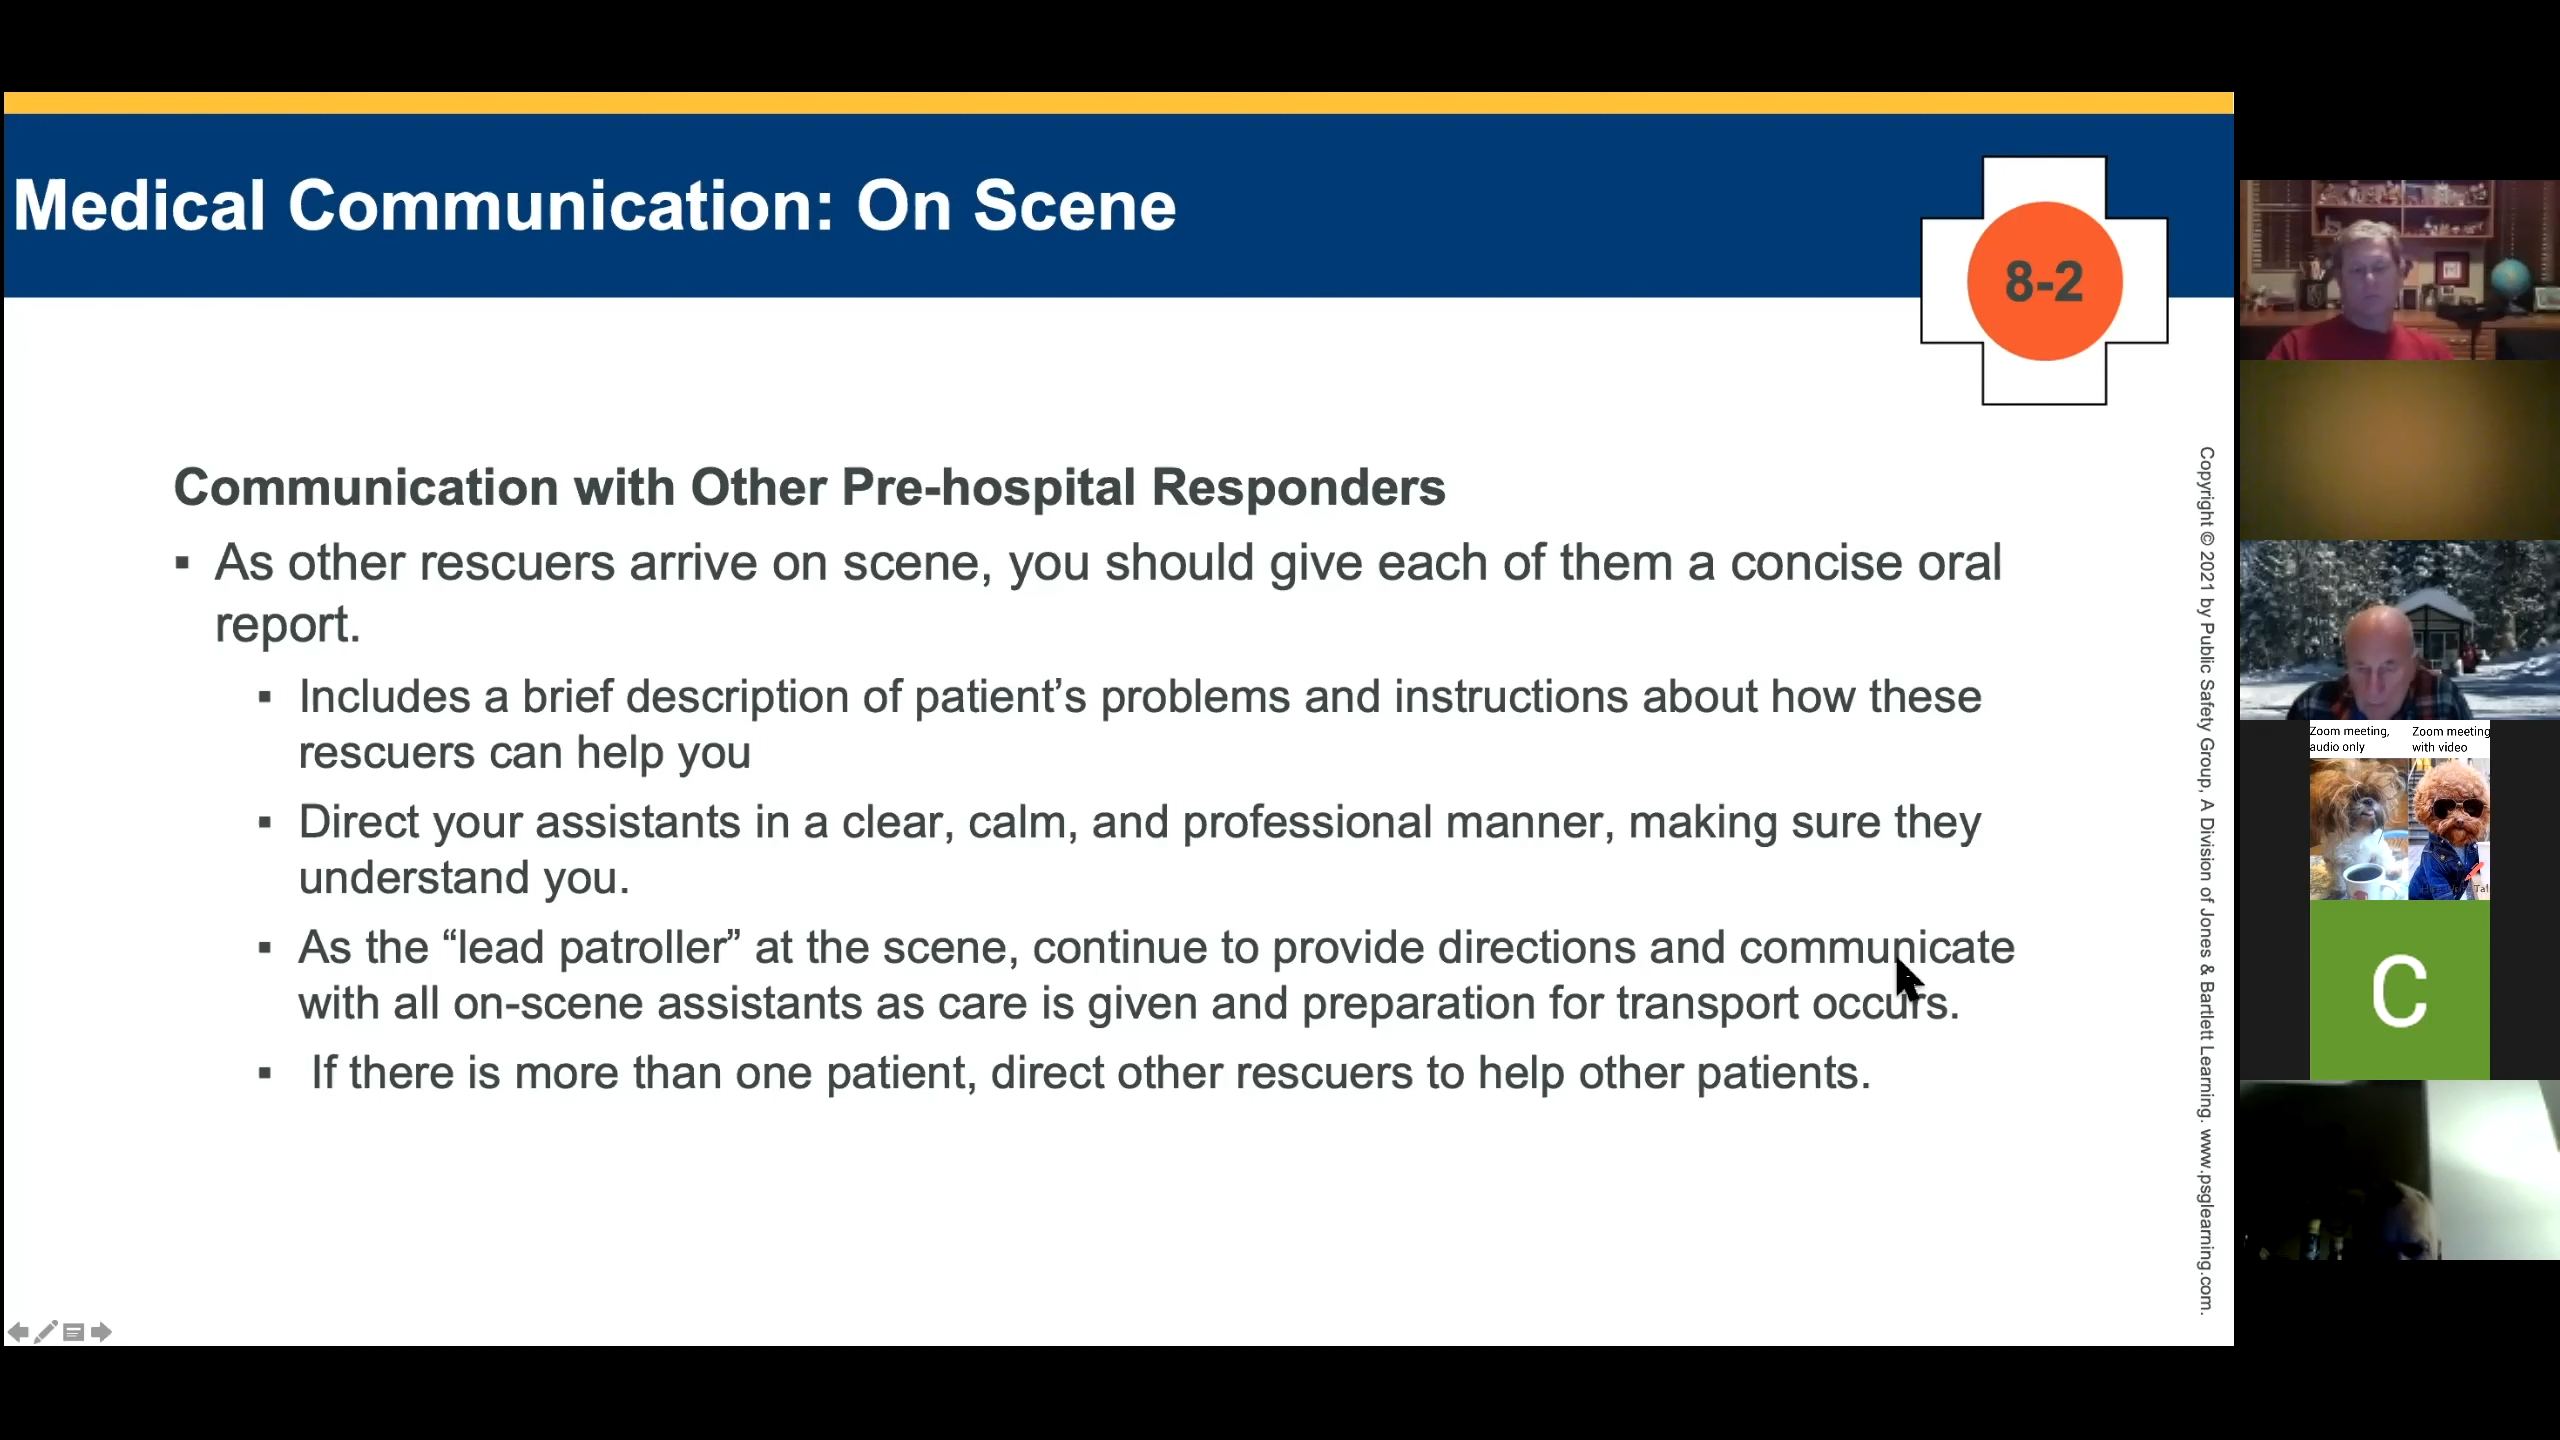 Medical Communication: On Scene
8-2
Communication with Other Pre-hospital Responders
▪ As other rescuers arrive on scene, you should give each of them a concise oral
report.
▪ Includes a brief description of patient’s problems and instructions about how these
rescuers can help you
▪ Direct your assistants in a clear, calm, and professional manner, making sure they
understand you.
▪ As the “lead patroller” at the scene, continue to provide directions and communicate
with all on-scene assistants as care is given and preparation for transport occurs.
▪ If there is more than one patient, direct other rescuers to help other patients.
Copyright © 2021 by Public Safety Group, A Division of Jones & Bartlett Learning. www.psglearning.com.
Zoom meeting,
audio only
Zoom meeting
with video
C